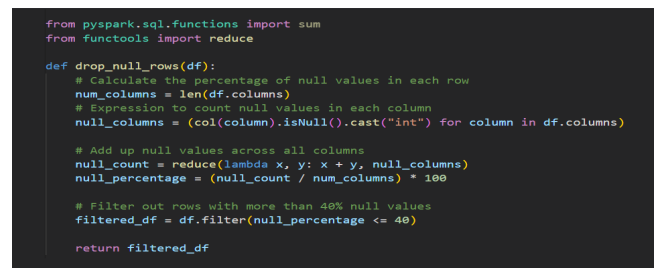 from pyspark.sql.functions import sum
from functools import reduce

def drop_null_rows(df):
    # Calculate the percentage of null values in each row
    num_columns = len(df.columns)
    # Expression to count null values in each column
    null_columns = (col(column).isNull().cast("int") for column in df.columns)

    # Add up null values across all columns
    null_count = reduce(lambda x, y: x + y, null_columns)
    null_percentage = (null_count / num_columns) * 100

    # Filter out rows with more than 40% null values
    filtered_df = df.filter(null_percentage <= 40)

    return filtered_df